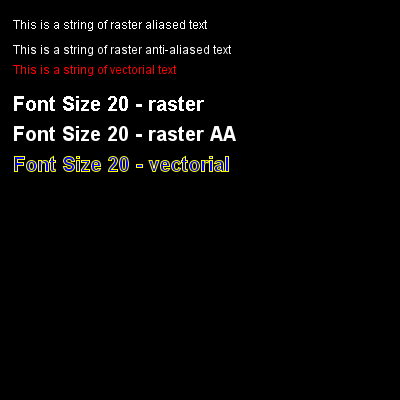 This is a string of raster aliased text
This is a string of raster anti-aliased text
This is a string of vectorial text
Font Size 20 - raster
Font Size 20 - raster AA
Font Size 20 - vectorial